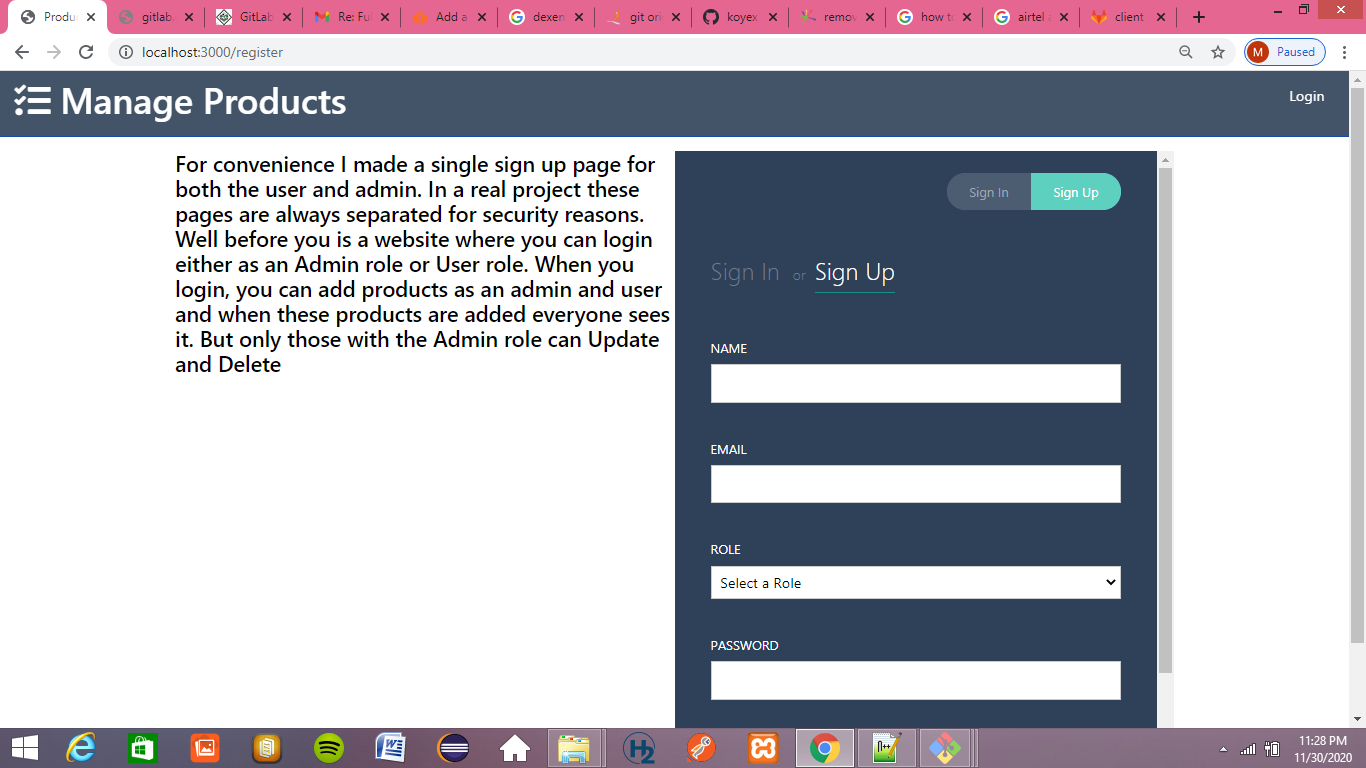 Produ
gitlab
GitLab
Re: Ful
Add a
dexen
git ori
koyex
remov
how to
airtel a
client
localhost:3000/register
M Paused
Manage Products
Login
For convenience I made a single sign up page for
both the user and admin. In a real project these
pages are always separated for security reasons.
Well before you is a website where you can login
either as an Admin role or User role. When you
login, you can add products as an admin and user
and when these products are added everyone sees
it. But only those with the Admin role can Update
and Delete
Sign In Sign Up
Sign In or Sign Up
NAME
EMAIL
ROLE
Select a Role
PASSWORD
11:28 PM
11/30/2020